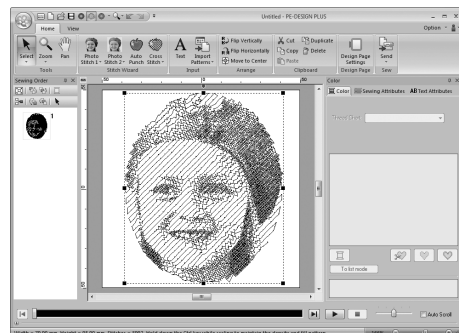 Untitled - PE-DESIGN PLUS
Home View Option
Select Zoom Pan
Photo Stitch 1 Photo Stitch 2 Auto Punch Cross Stitch
Text Import Patterns
Flip Vertically
Flip Horizontally
Move to Center
Cut Duplicate
Copy Delete
Paste
Design Page Settings
Send
Tools Stitch Wizard Input Arrange Clipboard Design Page Sew
Sewing Order
Color
1
Color Sewing Attributes AB Text Attributes
Thread Chart
To list mode
Auto Scroll